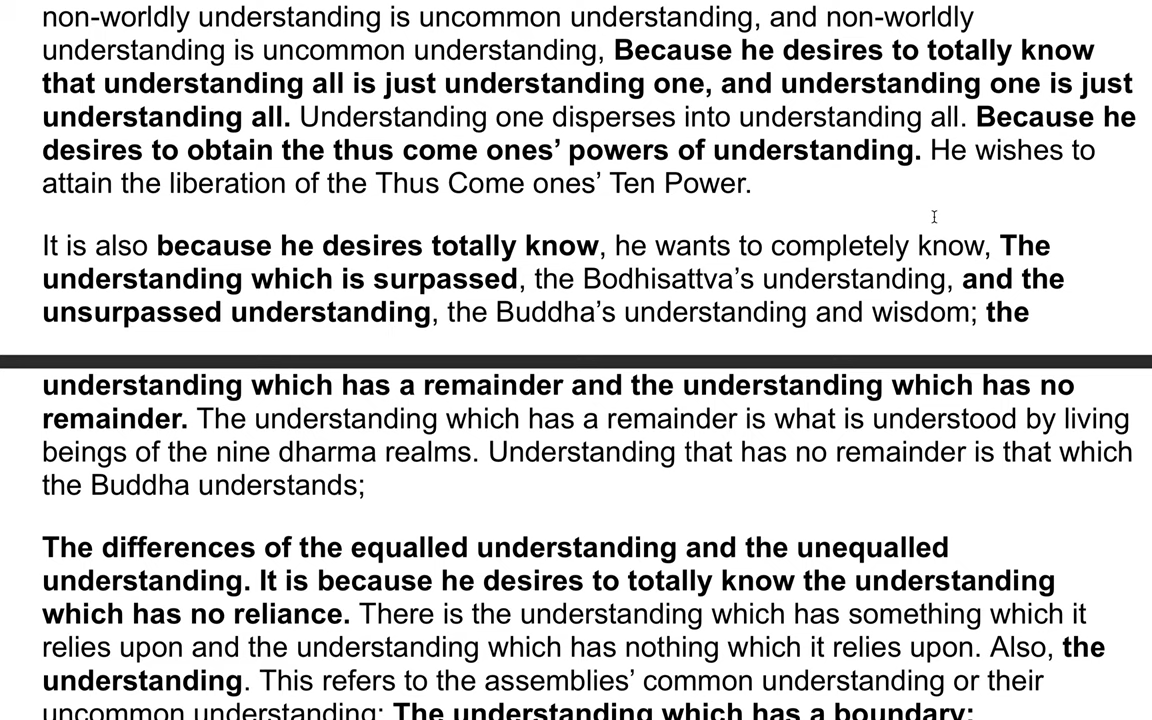 non-worldly understanding is uncommon understanding, and non-worldly
understanding is uncommon understanding, Because he desires to totally know
that understanding all is just understanding one, and understanding one is just
understanding all. Understanding one disperses into understanding all. Because he
desires to obtain the thus come ones’ powers of understanding. He wishes to
attain the liberation of the Thus Come ones’ Ten Power.
It is also because he desires totally know, he wants to completely know, The
understanding which is surpassed, the Bodhisattva’s understanding, and the
unsurpassed understanding, the Buddha’s understanding and wisdom; the
understanding which has a remainder and the understanding which has no
remainder. The understanding which has a remainder is what is understood by living
beings of the nine dharma realms. Understanding that has no remainder is that which
the Buddha understands;
The differences of the equalled understanding and the unequalled
understanding. It is because he desires to totally know the understanding
which has no reliance. There is the understanding which has something which it
relies upon and the understanding which has nothing which it relies upon. Also, the
understanding. This refers to the assemblies’ common understanding or their
uncommon understanding; The understanding which has a boundary;